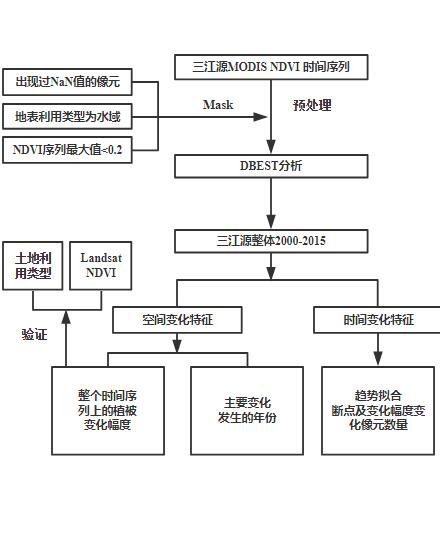 三江源MODIS NDVI 时间序列
出现过NaN值的像元
Mask
预处理
地表利用类型为水域
NDVI序列最大值<0.2
DBEST分析
三江源整体2000-2015
土地利
用类型
Landsat
NDVI
空间变化特征
时间变化特征
验证
整个时间序
列上的植被
变化幅度
主要变化
发生的年份
趋势拟合
断点及变化幅度变
化像元数量